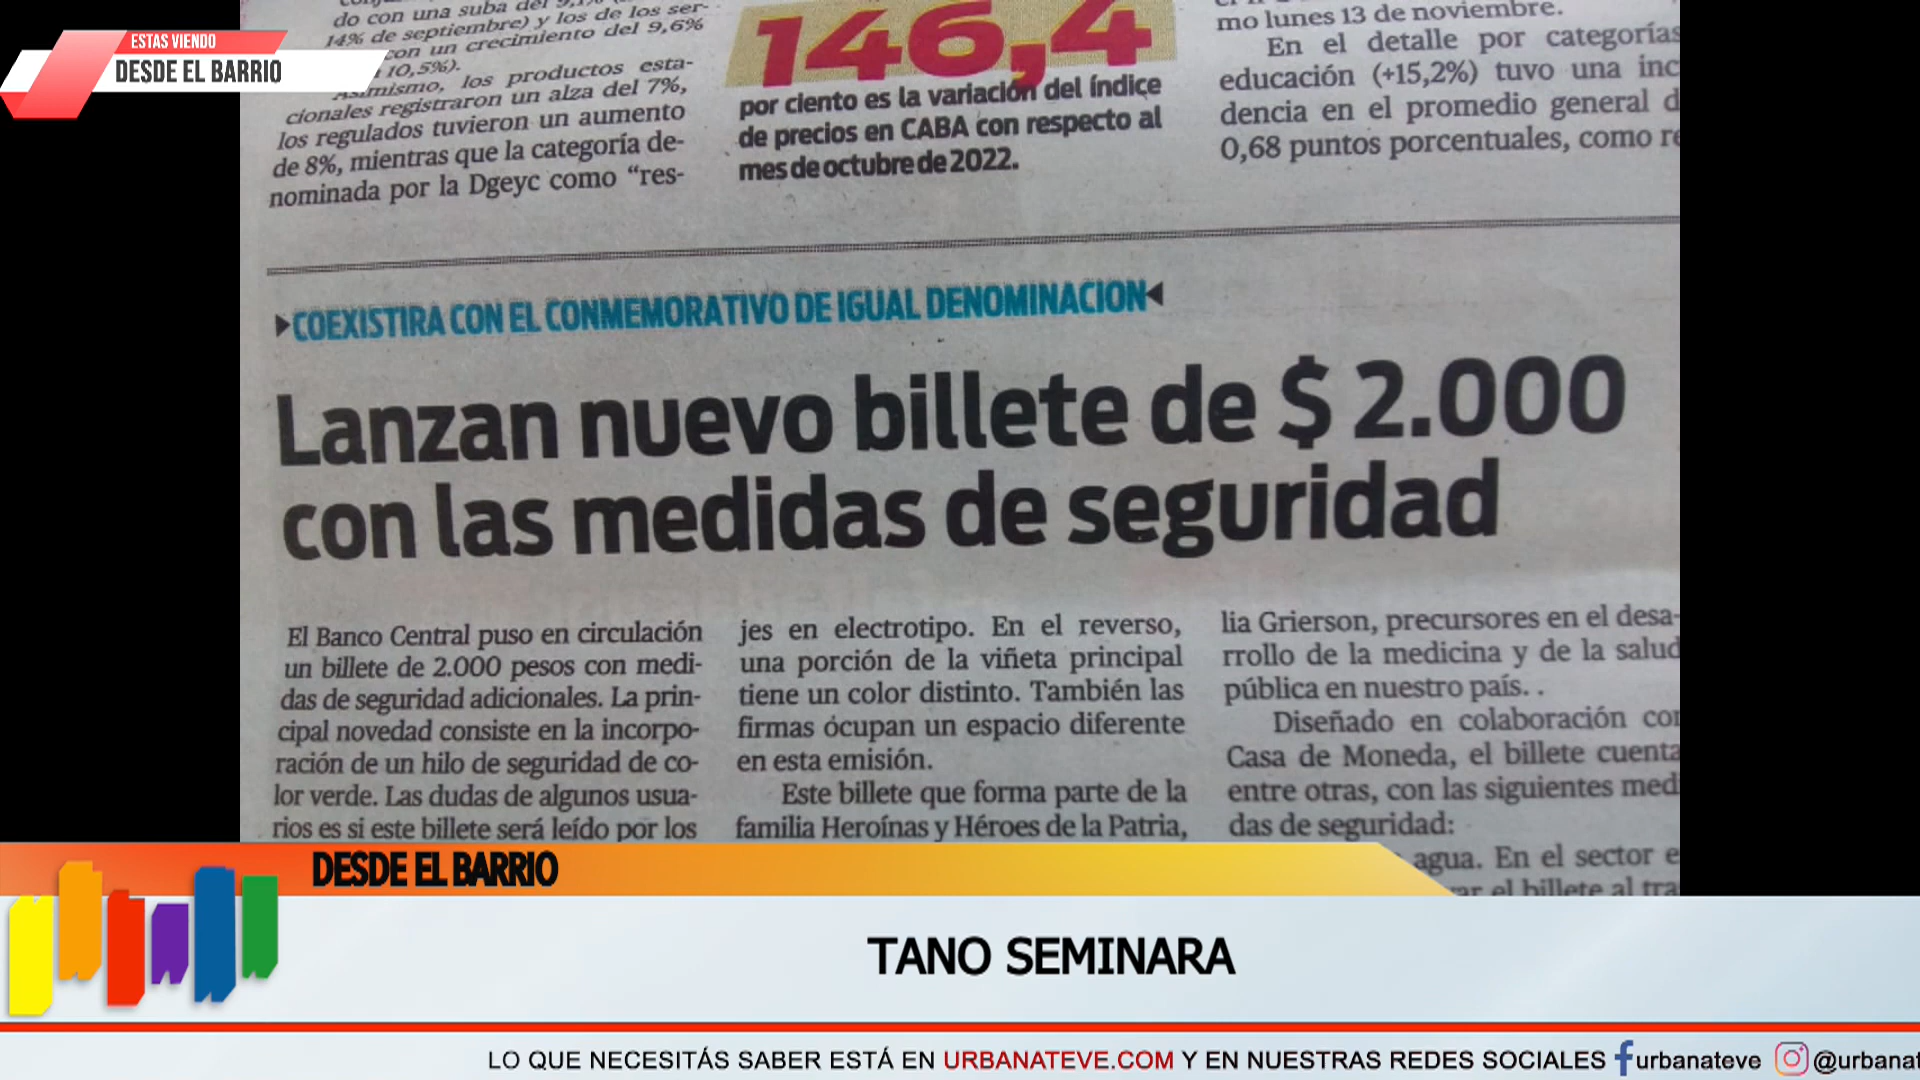 ESTAS VIENDO
DESDE EL BARRIO
do con una suba del 9,1%
14% de septiembre) y los de los ser-
con un crecimiento del 9,6%
10,5%).
Asimismo, los productos esta-
cionales registraron un alza del 7%,
los regulados tuvieron un aumento
de 8%, mientras que la categoría de-
nominada por la Dgeyc como “res-
146,4
por ciento es la variación del índice
de precios en CABA con respecto al
mes de octubre de 2022.
mo lunes 13 de noviembre.
En el detalle por categorías
educación (+15,2%) tuvo una inc
dencia en el promedio general d
0,68 puntos porcentuales, como re
COEXISTIRA CON EL CONMEMORATIVO DE IGUAL DENOMINACION
Lanzan nuevo billete de $ 2.000
con las medidas de seguridad
El Banco Central puso en circulación
un billete de 2.000 pesos con medi-
das de seguridad adicionales. La prin-
cipal novedad consiste en la incorpo-
ración de un hilo de seguridad de co-
lor verde. Las dudas de algunos usua-
rios es si este billete será leído por los
jes en electrotipo. En el reverso,
una porción de la viñeta principal
tiene un color distinto. También las
firmas ócupan un espacio diferente
en esta emisión.
Este billete que forma parte de la
familia Heroínas y Héroes de la Patria,
lia Grierson, precursores en el desa-
rrollo de la medicina y de la salud
pública en nuestro país. .
Diseñado en colaboración con
Casa de Moneda, el billete cuenta
entre otras, con las siguientes med
das de seguridad:
agua. En el sector e
ar el billete al tra
DESDE EL BARRIO
TANO SEMINARA
LO QUE NECESITÁS SABER ESTÁ EN URBANATEVE.COM Y EN NUESTRAS REDES SOCIALES urbanateve @urbanat